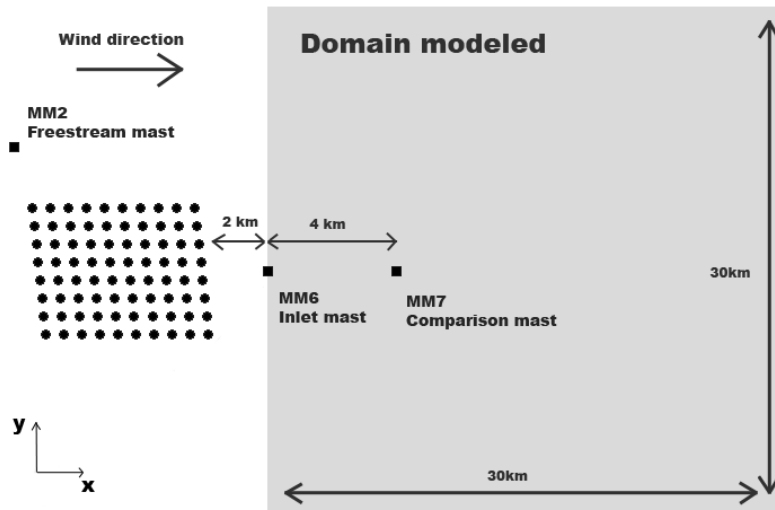 Wind direction
Domain modeled
MM2
Freestream mast
2 km
4 km
30km
MM6
Inlet mast
MM7
Comparison mast
y
x
30km